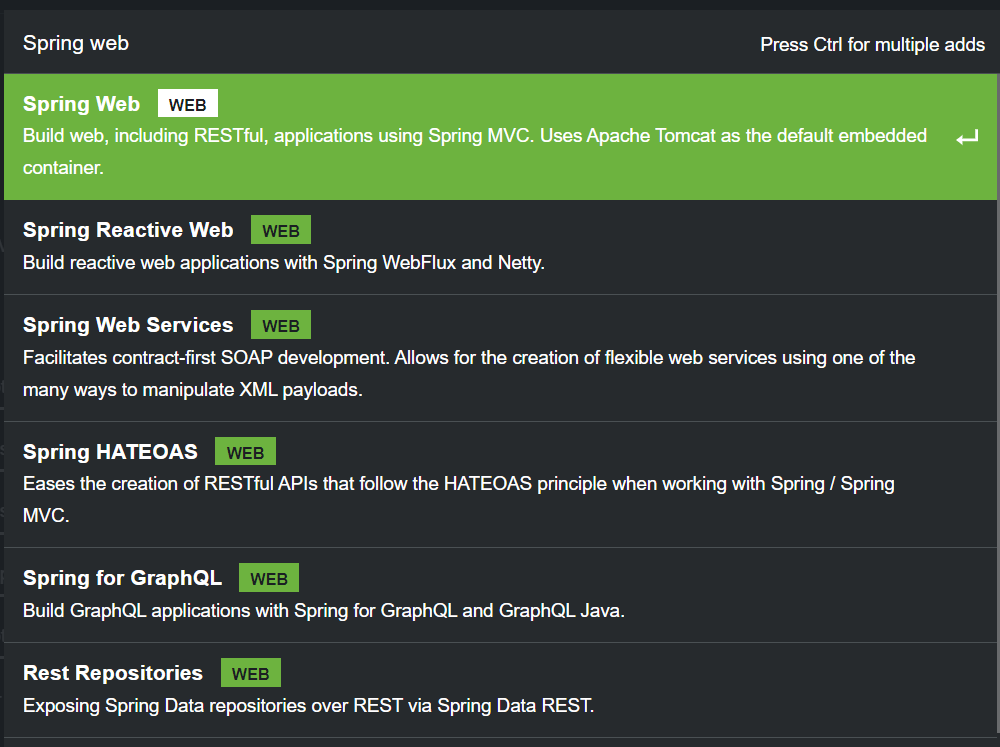 Spring web
Press Ctrl for multiple adds
Spring Web WEB
Build web, including RESTful, applications using Spring MVC. Uses Apache Tomcat as the default embedded
container.
Spring Reactive Web WEB
Build reactive web applications with Spring WebFlux and Netty.
Spring Web Services WEB
Facilitates contract-first SOAP development. Allows for the creation of flexible web services using one of the
many ways to manipulate XML payloads.
Spring HATEOAS WEB
Eases the creation of RESTful APIs that follow the HATEOAS principle when working with Spring / Spring
MVC.
Spring for GraphQL WEB
Build GraphQL applications with Spring for GraphQL and GraphQL Java.
Rest Repositories WEB
Exposing Spring Data repositories over REST via Spring Data REST.